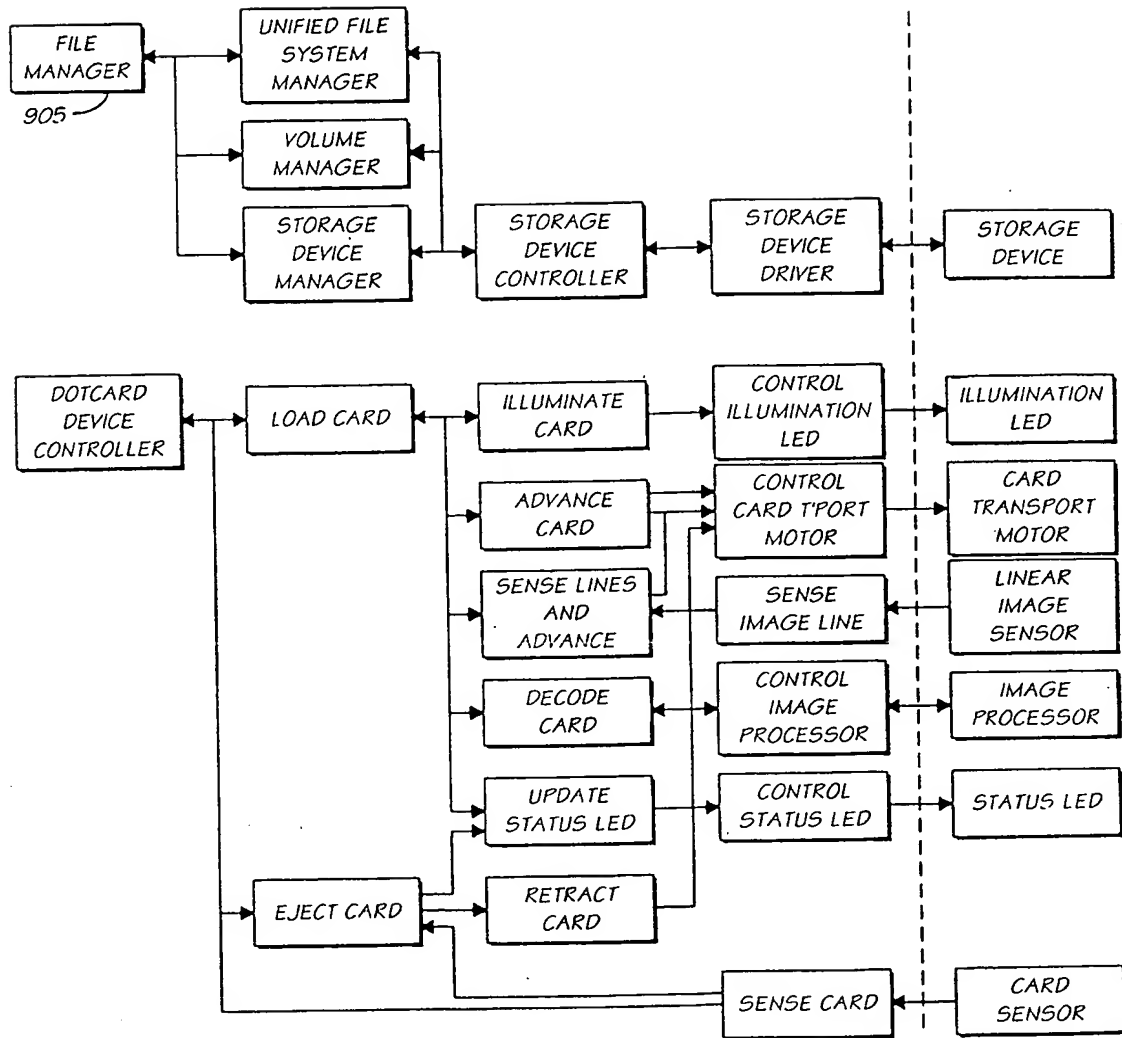 FILE
MANAGER
905
UNIFIED FILE
SYSTEM
MANAGER
VOLUME
MANAGER
STORAGE
DEVICE
MANAGER
STORAGE
DEVICE
CONTROLLER
STORAGE
DEVICE
DRIVER
STORAGE
DEVICE
DOTCARD
DEVICE
CONTROLLER
LOAD CARD
ILLUMINATE
CARD
CONTROL
ILLUMINATION
LED
ILLUMINATION
LED
ADVANCE
CARD
CONTROL
CARD T'PORT
MOTOR
CARD
TRANSPORT
MOTOR
SENSE LINES
AND
ADVANCE
SENSE
IMAGE LINE
LINEAR
IMAGE
SENSOR
DECODE
CARD
CONTROL
IMAGE
PROCESSOR
IMAGE
PROCESSOR
UPDATE
STATUS LED
CONTROL
STATUS LED
STATUS LED
EJECT CARD
RETRACT
CARD
SENSE CARD
CARD
SENSOR